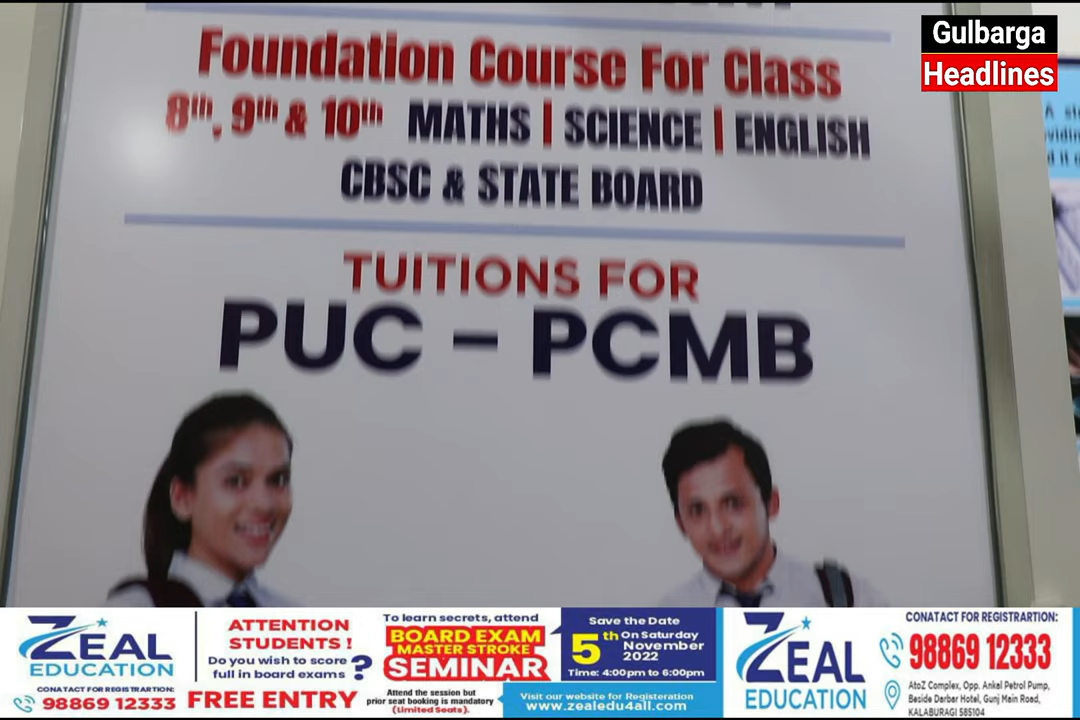 Gulbarga
Headlines
Foundation Course For Class
8th, 9th & 10th MATHS | SCIENCE | ENGLISH
CBSC & STATE BOARD
TUITIONS FOR
PUC – PCMB
ZEAL
EDUCATION
CONATACT FOR REGISTRARTION:
98869 12333
ATTENTION
STUDENTS !
Do you wish to score
full in board exams ?
FREE ENTRY
To learn secrets, attend
BOARD EXAM
MASTER STROKE
SEMINAR
Attend the session but
prior seat booking is mandatory
(Limited Seats).
Save the Date
5th On Saturday
November
2022
Time: 4:00pm to 6:00pm
Visit our website for Registeration
www.zealedu4all.com
ZEAL
EDUCATION
CONATACT FOR REGISTRARTION:
98869 12333
AtoZ Complex, Opp. Ankal Petrol Pump,
Beside Darbar Hotel, Gunj Main Road,
KALABURAGI 585104